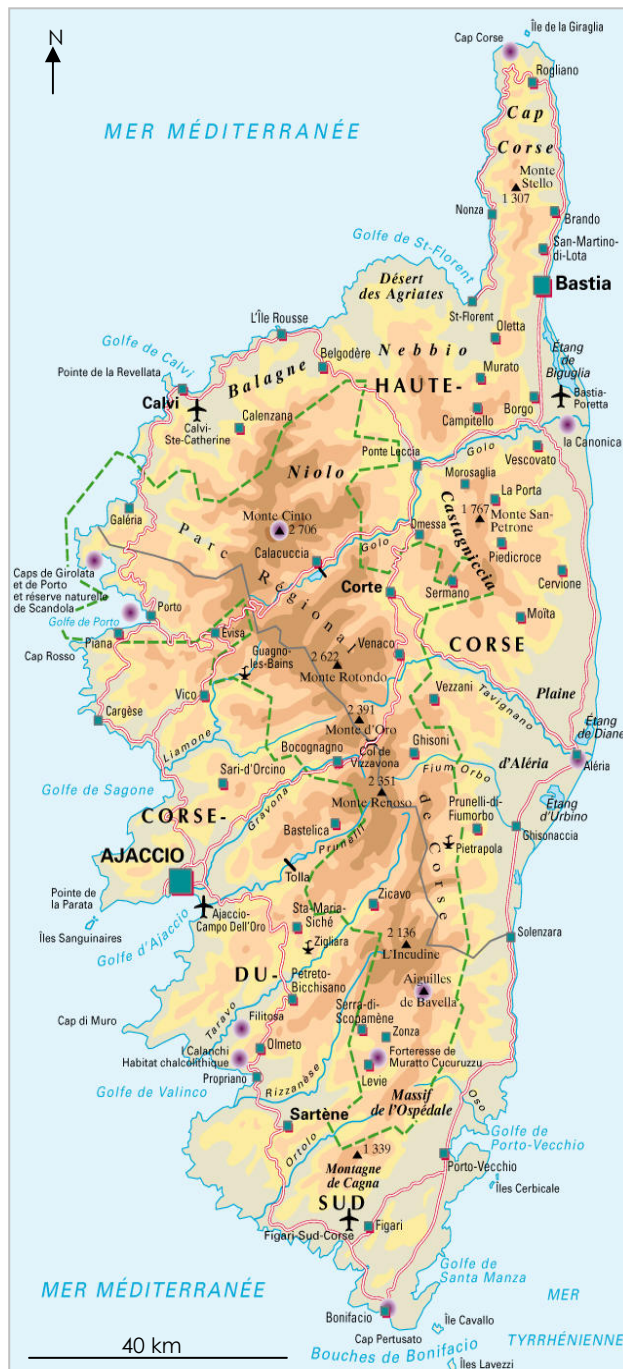 N
Île de la Giraglia
Cap Corse
Rogliano
Cap
Corse
MER MÉDITERRANÉE
Monte
Stello
1 307
Nonza
Brando
Golfe de St-Florent
San-Martino-
di-Lota
Désert
des Agriates
Bastia
St-Florent
L'Île Rousse
Oletta
Golfe de Calvi
Nebbio
Étang
de
Biguglia
Belgodère
Pointe de la Revellata
Balagne
Murato
HAUTE-
Calvi
Bastia-
Poretta
Calvi-
Ste-Catherine
Calenzana
Campitello
Borgo
la Canonica
Golo
Ponte Leccia
Vescovato
Niolo
Morosaglia
La Porta
Galéria
Monte Cinto
2 706
Castagniccia
1 767
Monte San-
Petrone
Omessa
Parc Régional de Corse
Calacuccia
Golo
Piedicroce
Caps de Girolata
et de Porto
et réserve naturelle
de Scandola
Corte
Sermano
Cervione
Porto
Golfe de Porto
Moïta
Piana
Évisa
CORSE
Cap Rosso
Guagno-
les-Bains
2 622
Monte Rotondo
Venaco
Vico
Vezzani
Tavignano
Plaine
Cargèse
2 391
Monte d'Oro
Étang
de Diane
Liamone
Col de
Vizzavona
Bocognagno
Ghisoni
Aléria
Sari-d'Orcino
2 351
Monte Renoso
Fium Orbo
d'Aléria
Golfe de Sagone
Gravona
Étang
d'Urbino
CORSE-
Prunelli-di-
Fiumorbo
Bastelica
Prunelli
Ghisonaccia
Pietrapola
AJACCIO
Tolla
Pointe de
la Parata
Zicavo
Ajaccio-
Campo Dell'Oro
Sta-Maria-
Siché
Îles Sanguinaires
Golfe d'Ajaccio
Zigliara
2 136
L'Incudine
Solenzara
DU-
Petreto-
Bicchisano
Aiguilles
de Bavella
Taravo
Cap di Muro
Filitosa
Serra-di-
Scopamène
Zonza
I Calanchi
Habitat chalcolithique
Olmeto
Forteresse de
Muratto Cucuruzzu
Propriano
Levie
Golfe de Valinco
Rizzanèse
Massif
de l'Ospédale
Oso
Sartène
Golfe de
Porto-Vecchio
Ortolo
1 339
Porto-Vecchio
Montagne
de Cagna
Îles Cerbicale
SUD
Figari-Sud-Corse
Figari
Golfe de
Santa Manza
MER MÉDITERRANÉE
MER
TYRRHÉNIENNE
Bonifacio
Île Cavallo
Cap Pertusato
40 km
Bouches de Bonifacio
Îles Lavezzi